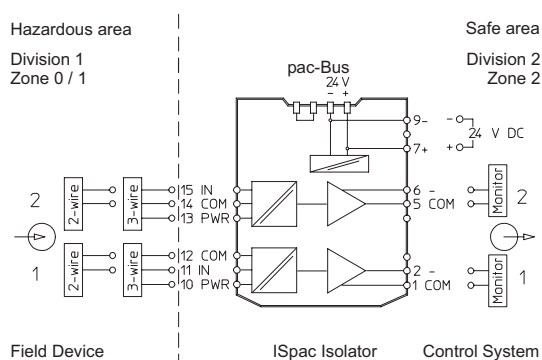 Hazardous area
Safe area
Division 1
Zone 0 / 1
Division 2
Zone 2
pac-Bus
24 V
- +
9-
7+
-
+
24 V DC
2
2-wire
3-wire
15 IN
14 COM
13 PWR
6 -
5 COM
Monitor
2
1
2-wire
3-wire
12 COM
11 IN
10 PWR
2 -
1 COM
Monitor
1
Field Device
ISpac Isolator
Control System